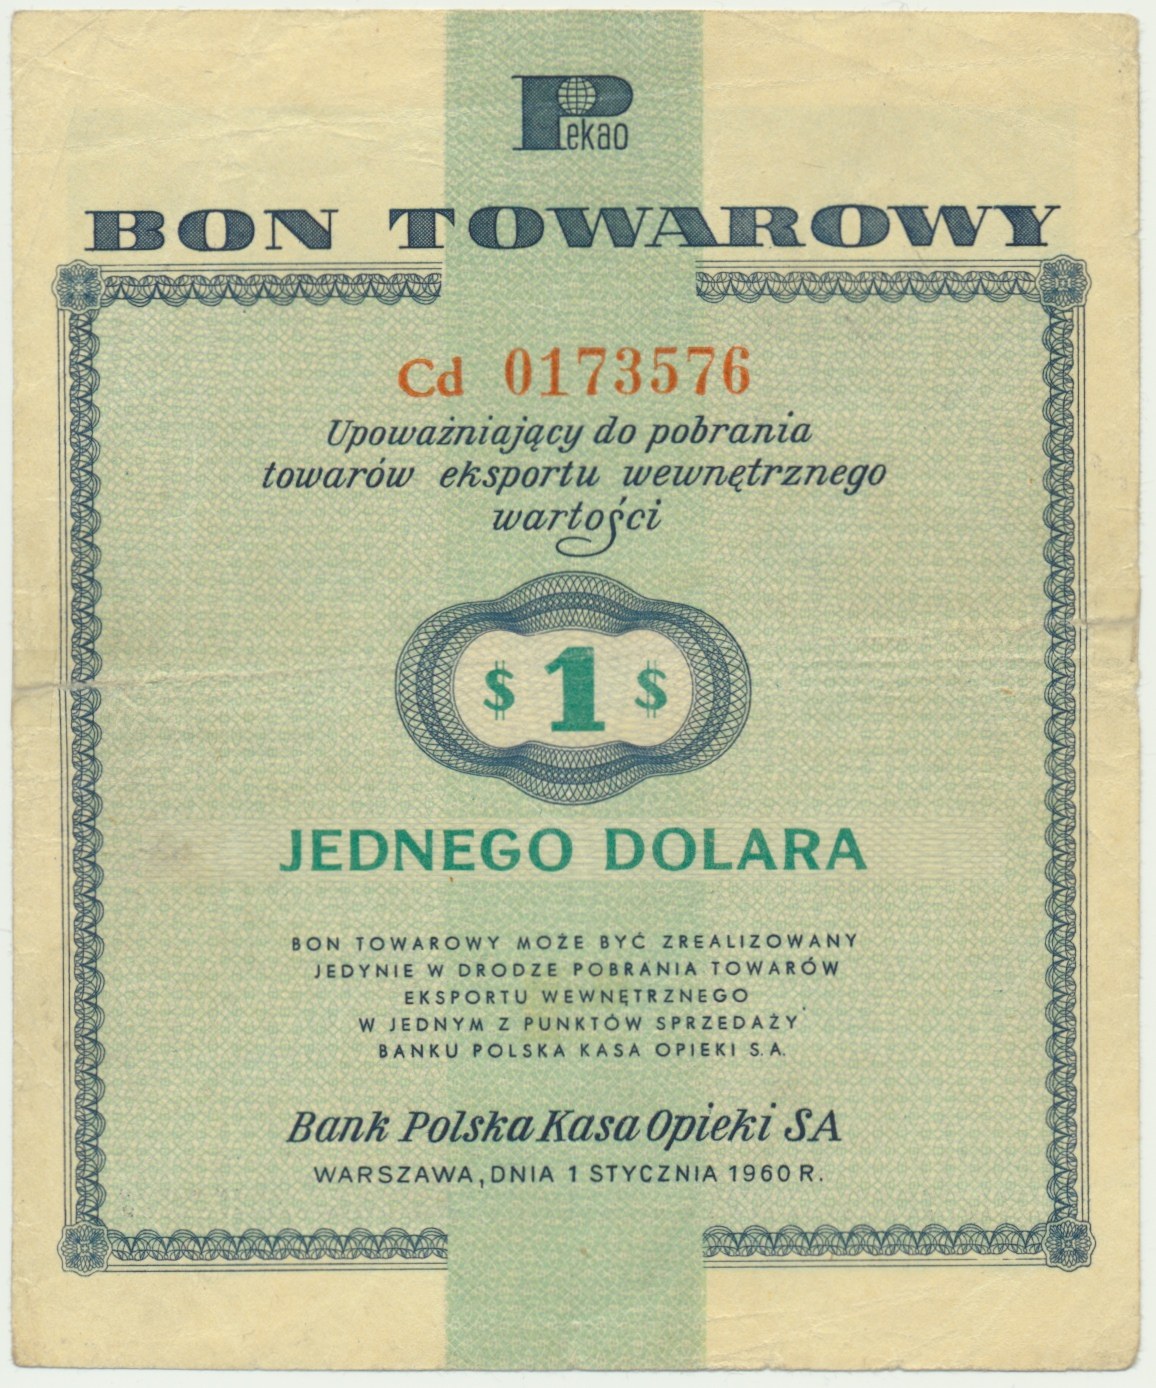 Pekao
BON TOWAROWY
Cd 0173576
Upoważniający do pobrania
towarów eksportu wewnętrznego
wartości
$ 1 $
JEDNEGO DOLARA
BON TOWAROWY MOŻE BYĆ ZREALIZOWANY
JEDYNIE W DRODZE POBRANIA TOWARÓW
EKSPORTU WEWNĘTRZNEGO
W JEDNYM Z PUNKTÓW SPRZEDAŻY
BANKU POLSKA KASA OPIEKI S.A.
Bank Polska Kasa Opieki SA
WARSZAWA, DNIA 1 STYCZNIA 1960 R.